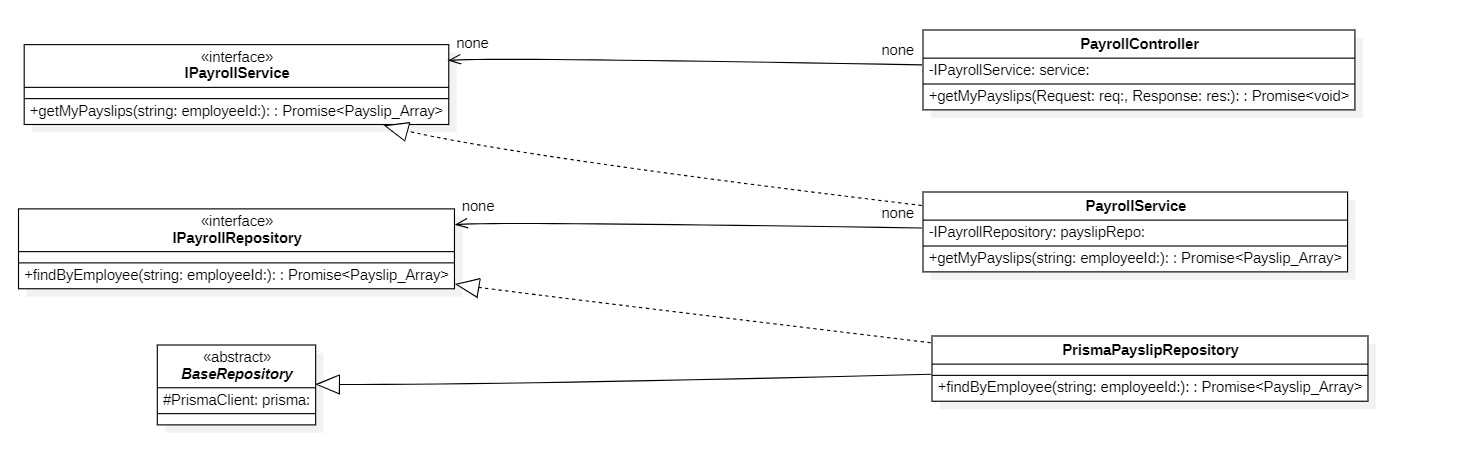 «interface»
IPayrollService
+getMyPayslips(string: employeeId:): : Promise<Payslip_Array>
none
none
PayrollController
-IPayrollService: service:
+getMyPayslips(Request: req:, Response: res:): : Promise<void>
«interface»
IPayrollRepository
+findByEmployee(string: employeeId:): : Promise<Payslip_Array>
none
none
PayrollService
-IPayrollRepository: payslipRepo:
+getMyPayslips(string: employeeId:): : Promise<Payslip_Array>
«abstract»
BaseRepository
#PrismaClient: prisma:
PrismaPayslipRepository
+findByEmployee(string: employeeId:): : Promise<Payslip_Array>